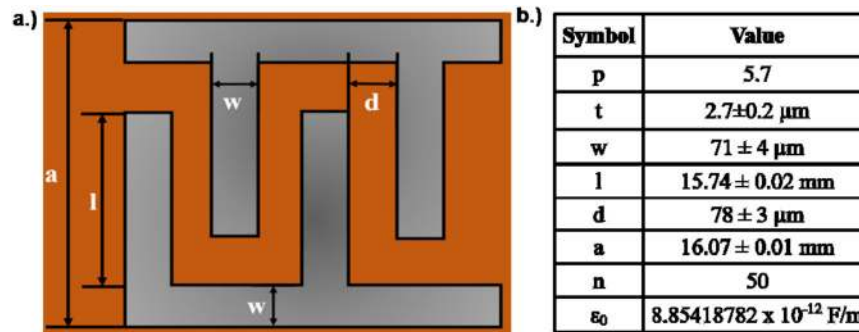 a.)
w
d
a
l
w
b.)
Symbol Value
p 5.7
t 2.7±0.2 µm
w 71 ± 4 µm
l 15.74 ± 0.02 mm
d 78 ± 3 µm
a 16.07 ± 0.01 mm
n 50
ε₀ 8.85418782 x 10⁻¹² F/m